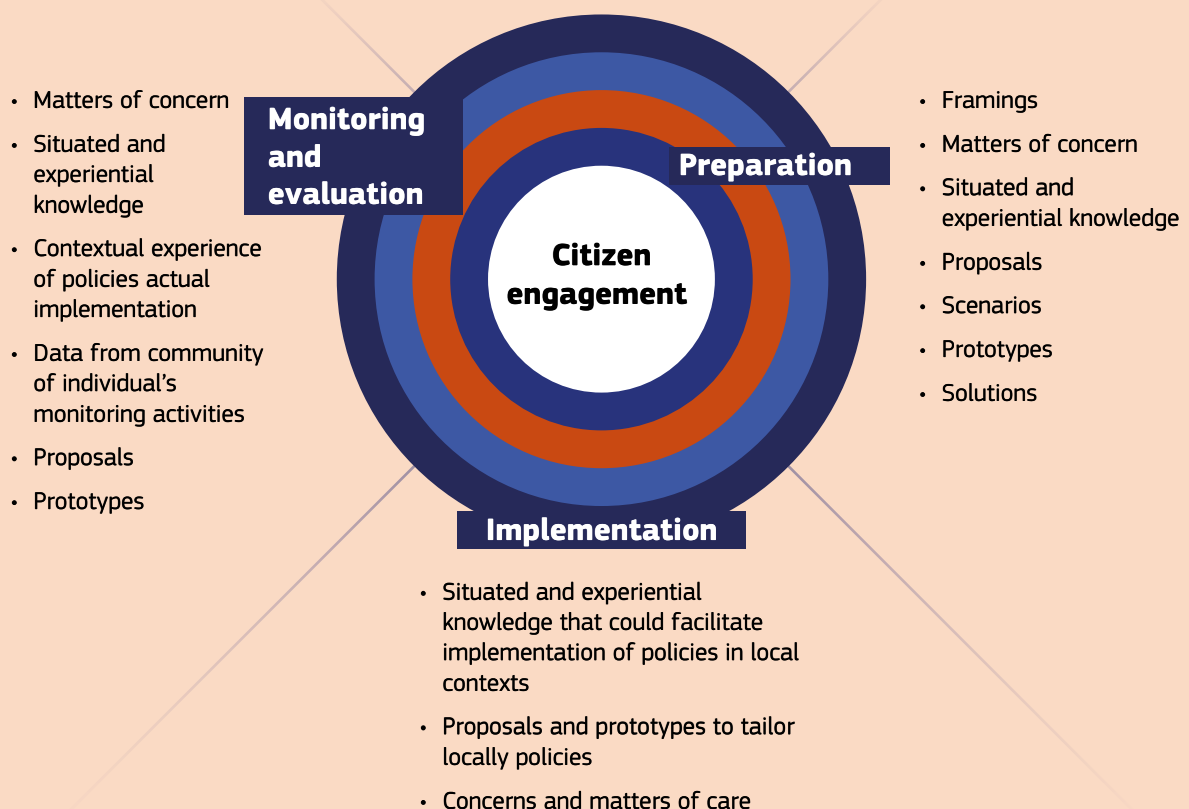 • Matters of concern
• Situated and
experiential
knowledge
• Contextual experience
of policies actual
implementation
• Data from community
of individual’s
monitoring activities
• Proposals
• Prototypes
Monitoring
and
evaluation
Citizen
engagement
Preparation
• Framings
• Matters of concern
• Situated and
experiential knowledge
• Proposals
• Scenarios
• Prototypes
• Solutions
Implementation
• Situated and experiential
knowledge that could facilitate
implementation of policies in local
contexts
• Proposals and prototypes to tailor
locally policies
• Concerns and matters of care